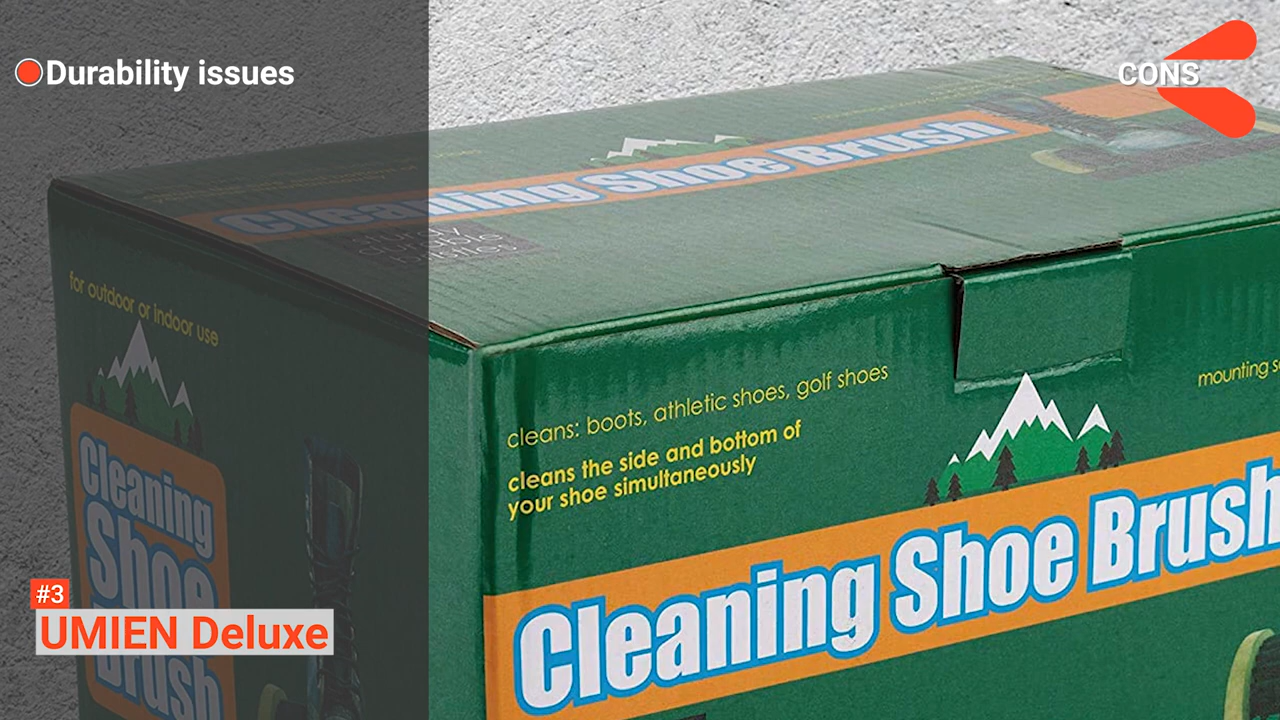 Durability issues
CONS
Cleaning Shoe Brush
for outdoor or indoor use
Cleaning
Shoe
Brush
cleans: boots, athletic shoes, golf shoes
cleans the side and bottom of
your shoe simultaneously
mounting
Cleaning Shoe Brush
#3
UMIEN Deluxe